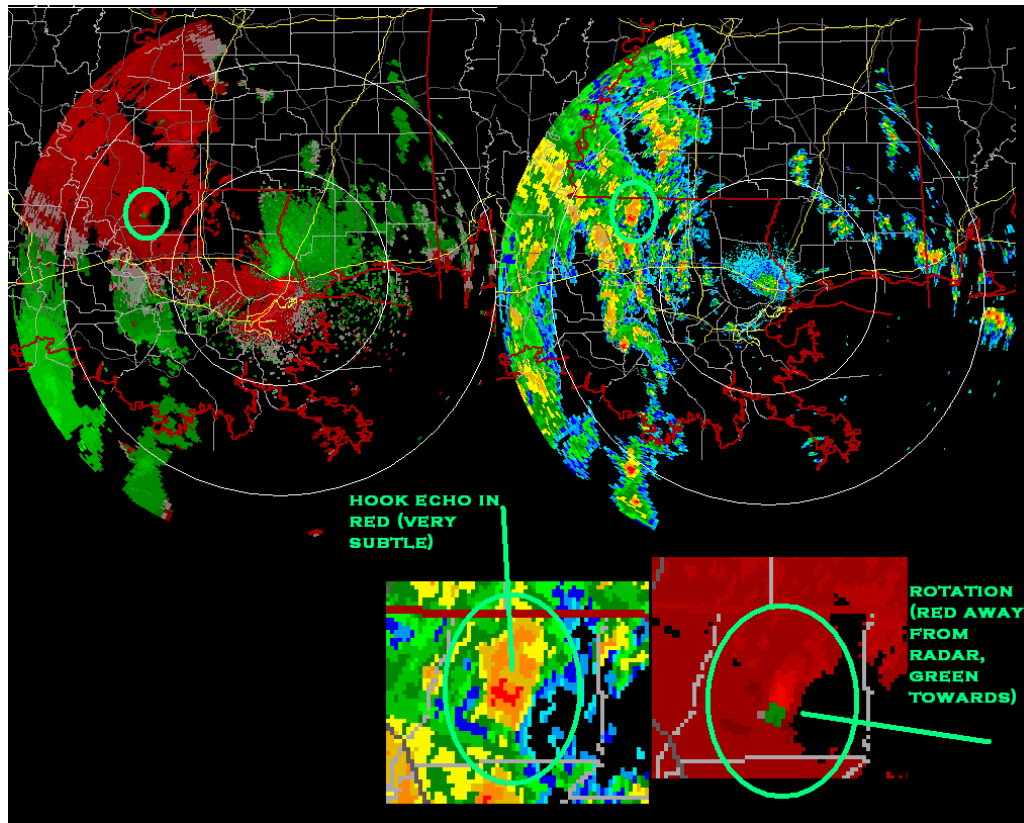 HOOK ECHO IN
RED (VERY
SUBTLE)
ROTATION
(RED AWAY
FROM
RADAR,
GREEN
TOWARDS)